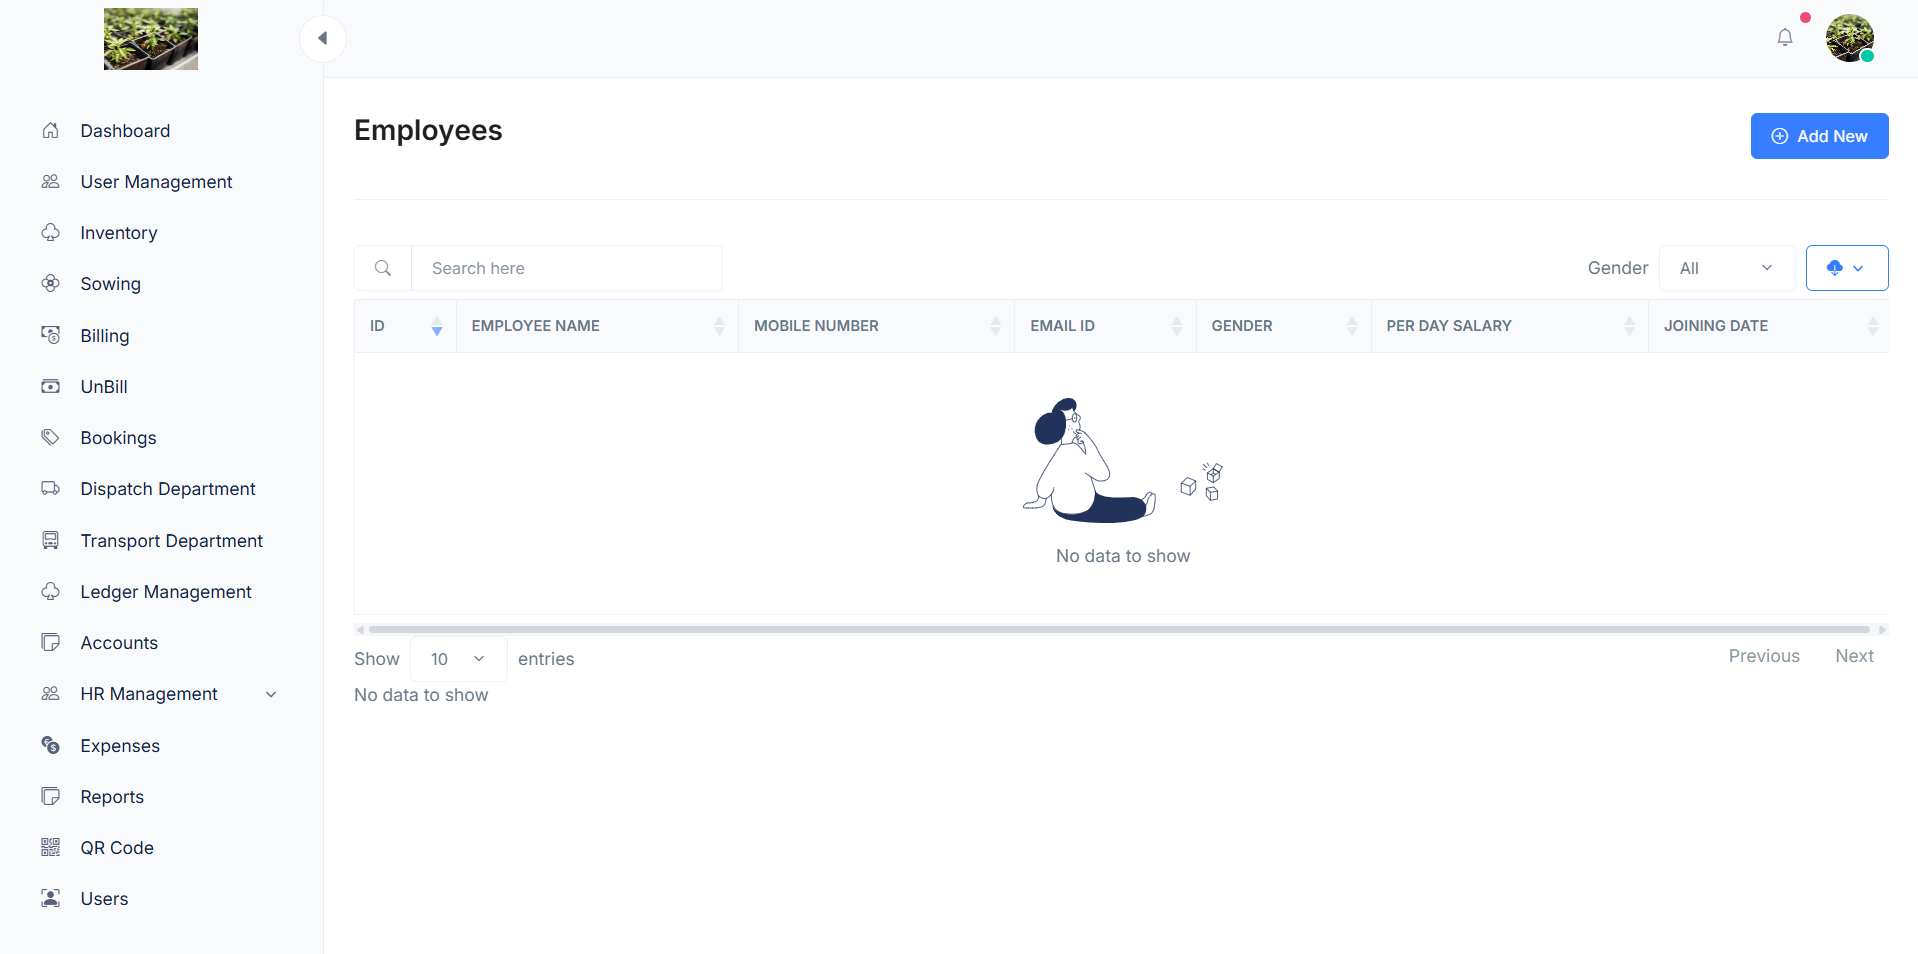 Dashboard
User Management
Inventory
Sowing
Billing
UnBill
Bookings
Dispatch Department
Transport Department
Ledger Management
Accounts
HR Management
Expenses
Reports
QR Code
Users
Employees
Add New
Search here
Gender All
ID EMPLOYEE NAME MOBILE NUMBER EMAIL ID GENDER PER DAY SALARY JOINING DATE
No data to show
Show 10 entries
Previous Next
No data to show